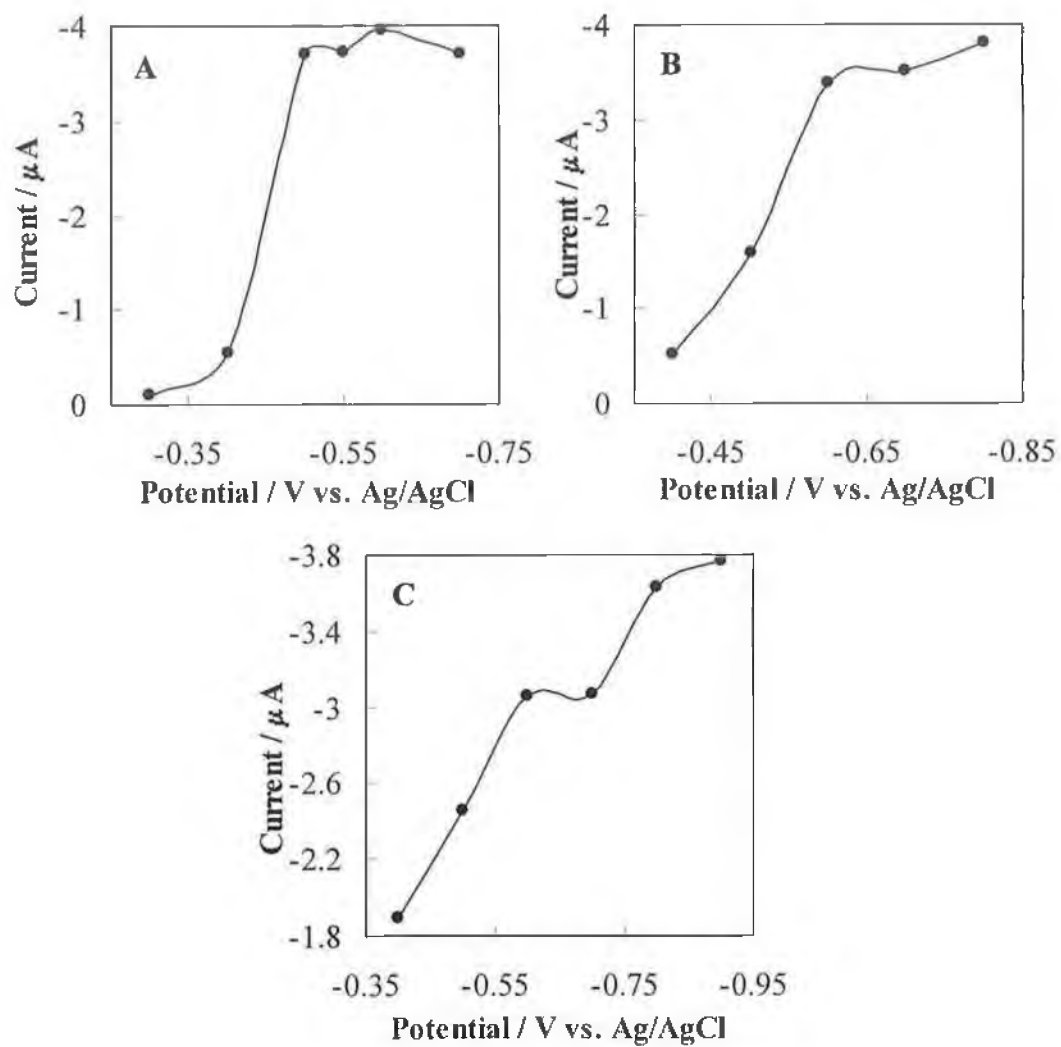 A
-4
-3
-2
-1
0
Current / μA
-0.35 -0.55 -0.75
Potential / V vs. Ag/AgCl
B
-4
-3
-2
-1
0
Current / μA
-0.45 -0.65 -0.85
Potential / V vs. Ag/AgCl
C
-3.8
-3.4
-3
-2.6
-2.2
-1.8
Current / μA
-0.35 -0.55 -0.75 -0.95
Potential / V vs. Ag/AgCl